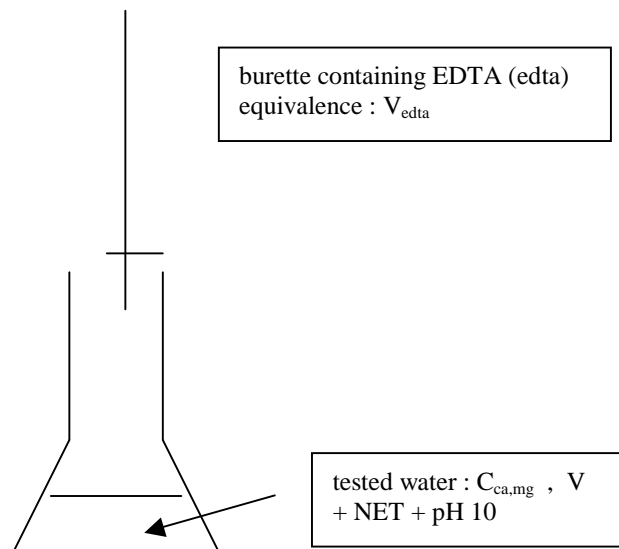 burette containing EDTA (edta)
equivalence : Vedta
tested water : Cca,mg , V
+ NET + pH 10